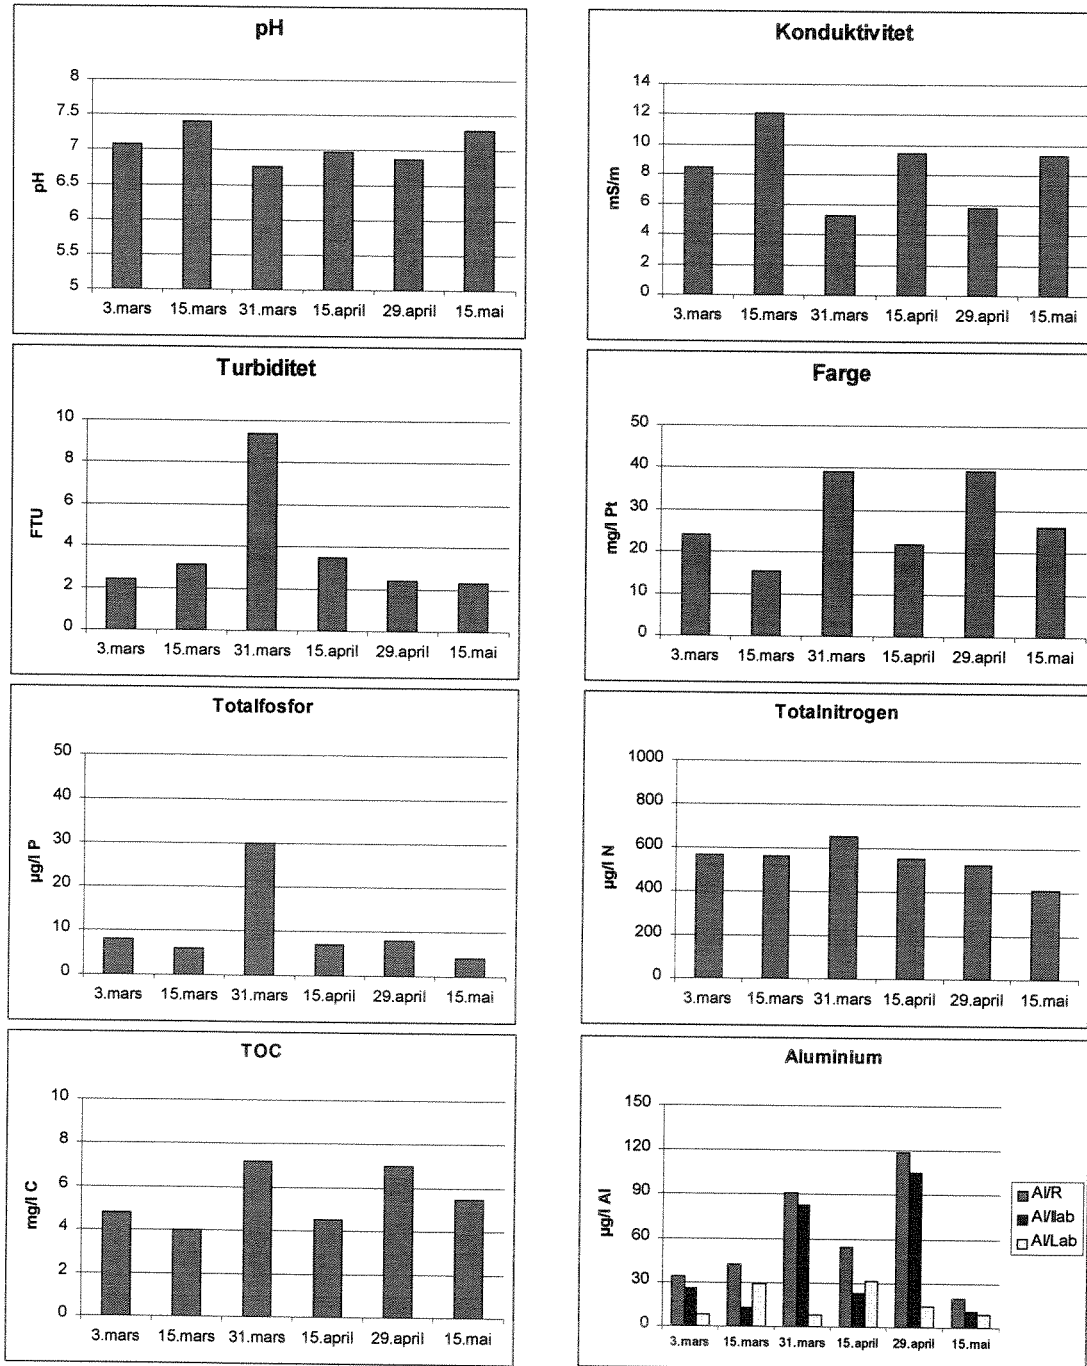 pH
8
7.5
7
6.5
6
5.5
5
pH
3.mars 15.mars 31.mars 15.april 29.april 15.mai
Konduktivitet
14
12
10
8
6
4
2
0
mS/m
3.mars 15.mars 31.mars 15.april 29.april 15.mai
Turbiditet
10
8
6
4
2
0
FTU
3.mars 15.mars 31.mars 15.april 29.april 15.mai
Farge
50
40
30
20
10
0
mg/l Pt
3.mars 15.mars 31.mars 15.april 29.april 15.mai
Totalfosfor
50
40
30
20
10
0
µg/l P
3.mars 15.mars 31.mars 15.april 29.april 15.mai
Totalnitrogen
1000
800
600
400
200
0
µg/l N
3.mars 15.mars 31.mars 15.april 29.april 15.mai
TOC
10
8
6
4
2
0
mg/l C
3.mars 15.mars 31.mars 15.april 29.april 15.mai
Aluminium
150
120
90
60
30
0
µg/l Al
3.mars 15.mars 31.mars 15.april 29.april 15.mai
Al/R
Al/Ilab
Al/Lab